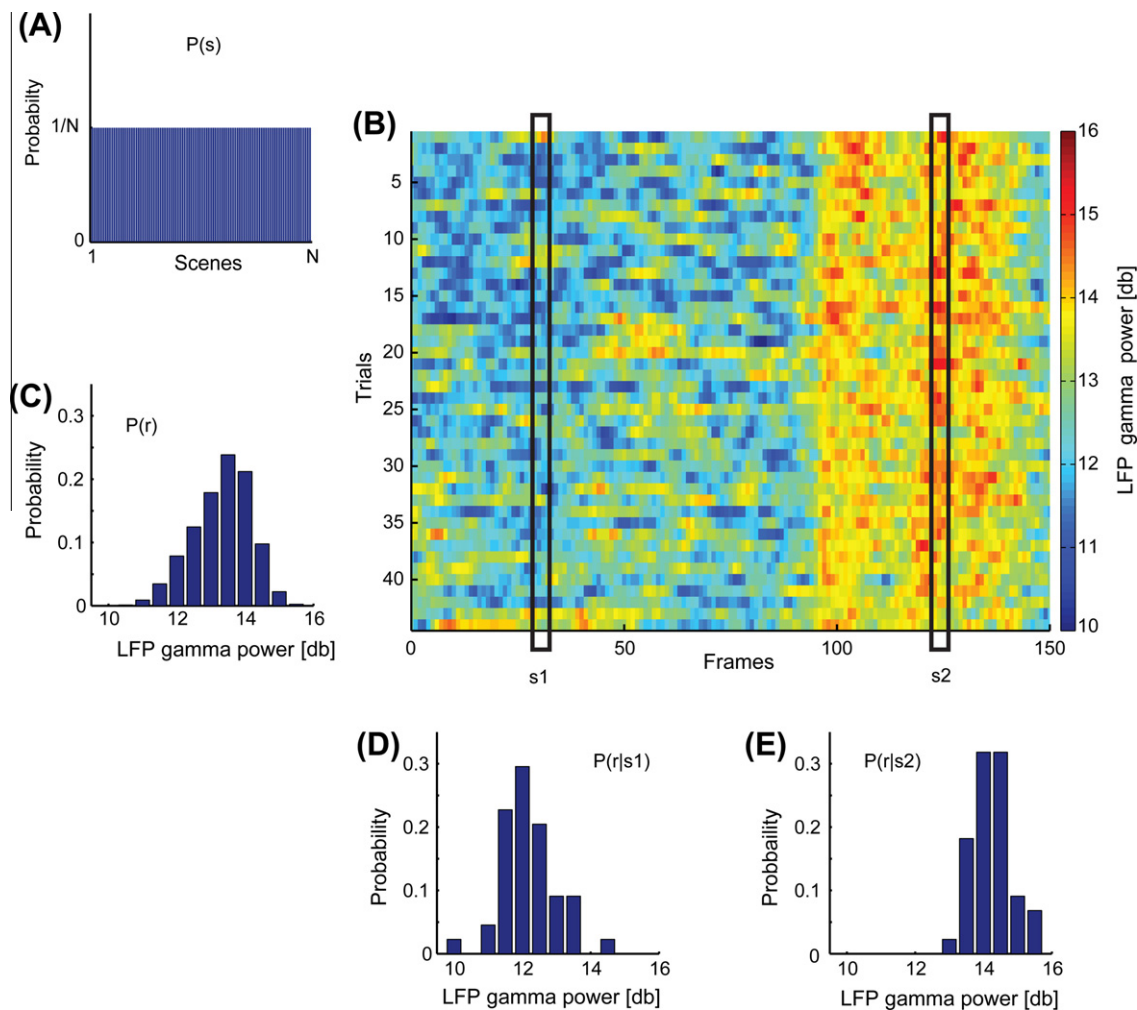 (A)
P(s)
Probabilty
1/N
0
1
Scenes
N
(B)
Trials
5
10
15
20
25
30
35
40
0
50
100
150
Frames
s1
s2
16
15
14
13
12
11
10
LFP gamma power [db]
(C)
P(r)
Probability
0.3
0.2
0.1
0
10
12
14
16
LFP gamma power [db]
(D)
P(r|s1)
Probability
0.3
0.2
0.1
0
10
12
14
16
LFP gamma power [db]
(E)
P(r|s2)
Probbaility
0.3
0.2
0.1
0
10
12
14
16
LFP gamma power [db]